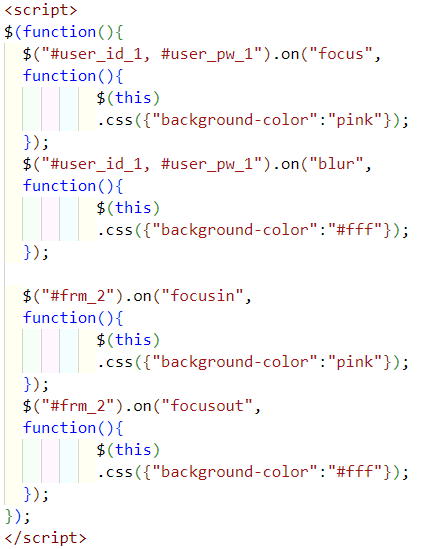 <script>
$(function(){
  $("#user_id_1, #user_pw_1").on("focus",
  function(){
          $(this)
          .css({"background-color":"pink"});
  });
  $("#user_id_1, #user_pw_1").on("blur",
  function(){
          $(this)
          .css({"background-color":"#fff"});
  });

  $("#frm_2").on("focusin",
  function(){
          $(this)
          .css({"background-color":"pink"});
  });
  $("#frm_2").on("focusout",
  function(){
          $(this)
          .css({"background-color":"#fff"});
  });
});
</script>